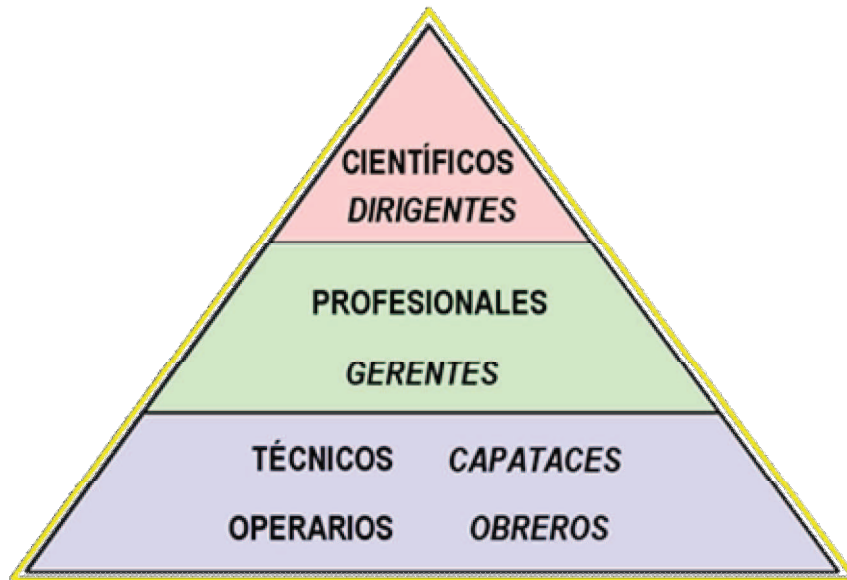 CIENTÍFICOS
DIRIGENTES
PROFESIONALES
GERENTES
TÉCNICOS CAPATACES
OPERARIOS OBREROS